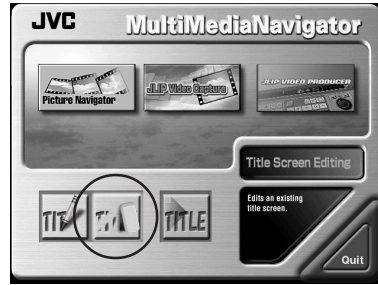 JVC MultiMediaNavigator
Picture Navigator
JLIP Video Capture
JLIP VIDEO PRODUCER
Title Screen Editing
Edits an existing
title screen.
TITLE
Quit